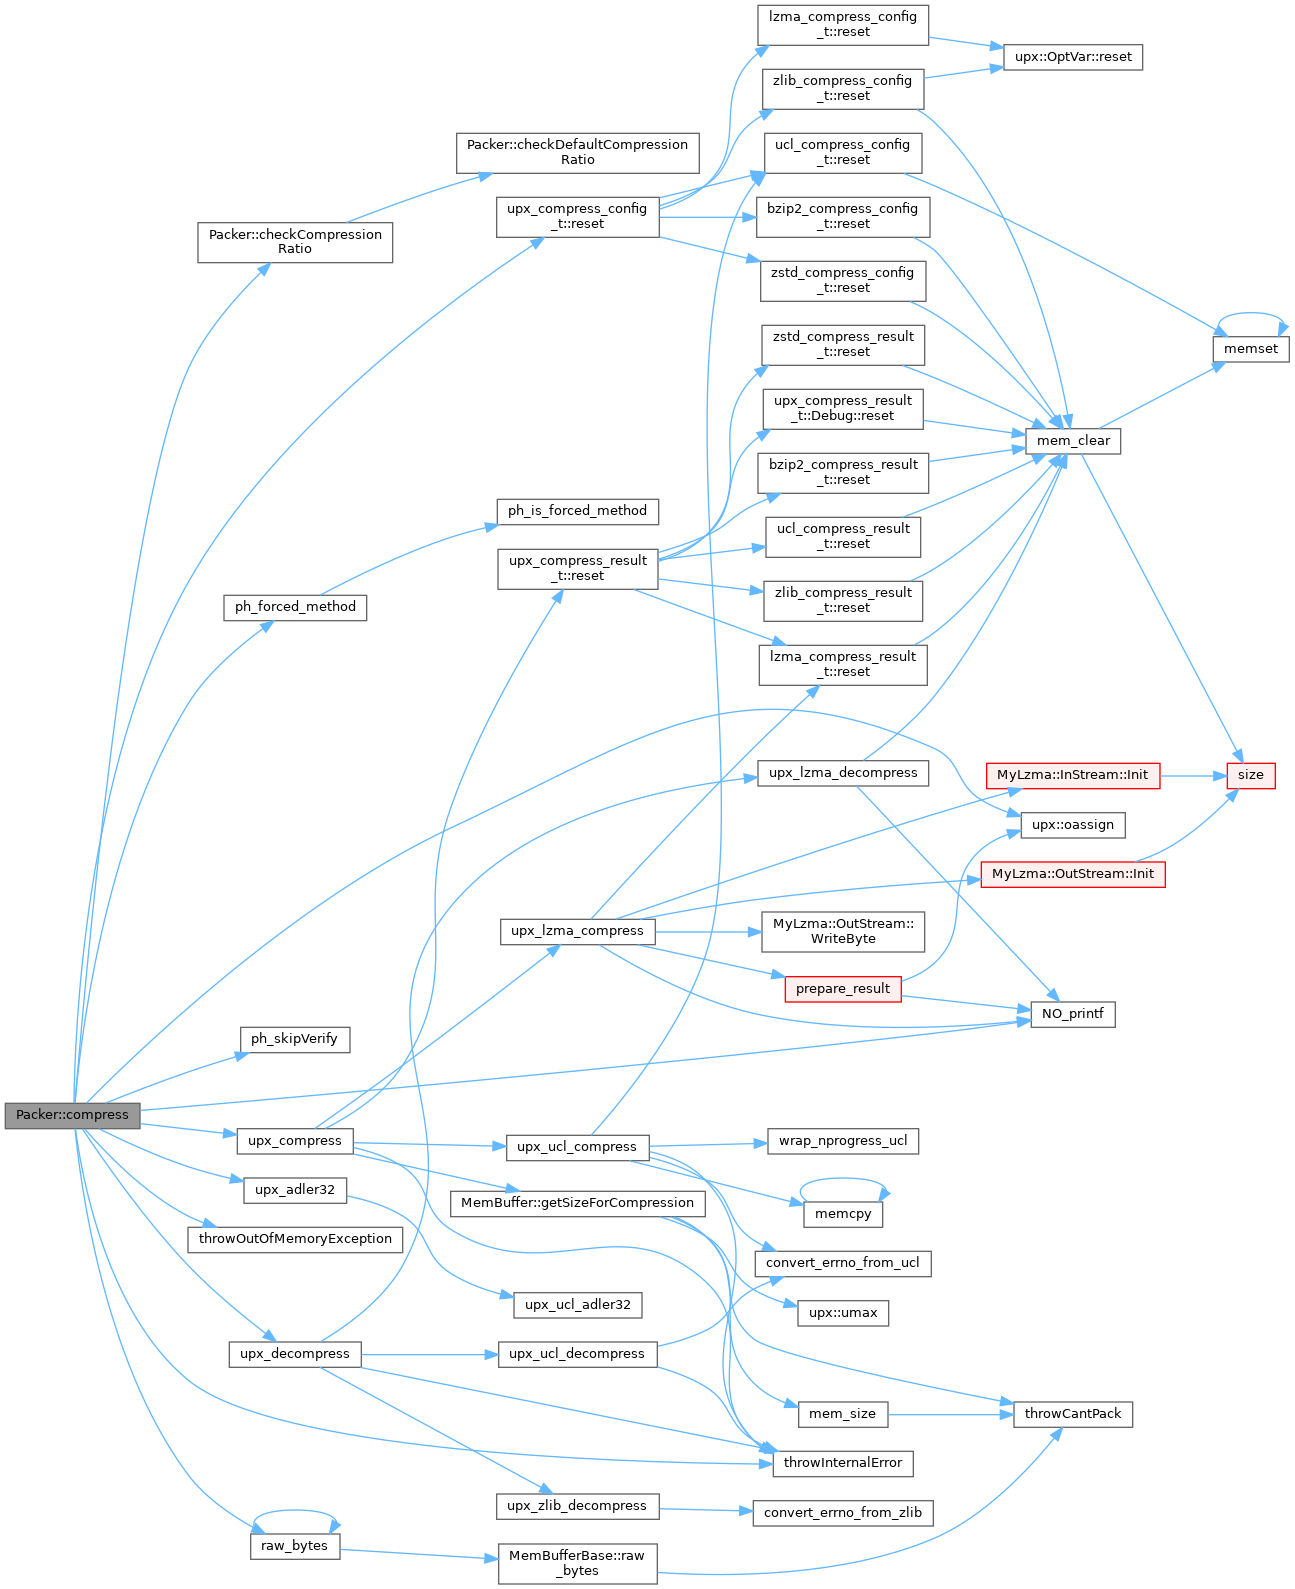 lzma_compress_config
_t::reset
upx::OptVar::reset
zlib_compress_config
_t::reset
Packer::checkDefaultCompression
Ratio
ucl_compress_config
_t::reset
upx_compress_config
_t::reset
bzip2_compress_config
_t::reset
Packer::checkCompression
Ratio
zstd_compress_config
_t::reset
zstd_compress_result
_t::reset
memset
upx_compress_result
_t::Debug::reset
mem_clear
bzip2_compress_result
_t::reset
ph_is_forced_method
ucl_compress_result
_t::reset
upx_compress_result
_t::reset
zlib_compress_result
_t::reset
ph_forced_method
lzma_compress_result
_t::reset
upx_lzma_decompress
MyLzma::InStream::Init
size
upx::oassign
MyLzma::OutStream::Init
upx_lzma_compress
MyLzma::OutStream::
WriteByte
prepare_result
NO_printf
ph_skipVerify
Packer::compress
upx_compress
upx_ucl_compress
wrap_nprogress_ucl
upx_adler32
MemBuffer::getSizeForCompression
memcpy
throwOutOfMemoryException
convert_errno_from_ucl
upx_ucl_adler32
upx::umax
upx_decompress
upx_ucl_decompress
mem_size
throwCantPack
throwInternalError
upx_zlib_decompress
convert_errno_from_zlib
raw_bytes
MemBufferBase::raw
_bytes